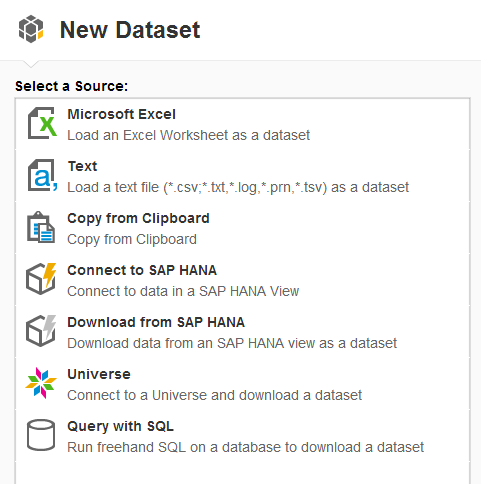 New Dataset
Select a Source:
Microsoft Excel
Load an Excel Worksheet as a dataset
Text
Load a text file (*.csv;*.txt,*.log,*.prn,*.tsv) as a dataset
Copy from Clipboard
Copy from Clipboard
Connect to SAP HANA
Connect to data in a SAP HANA View
Download from SAP HANA
Download data from an SAP HANA view as a dataset
Universe
Connect to a Universe and download a dataset
Query with SQL
Run freehand SQL on a database to download a dataset